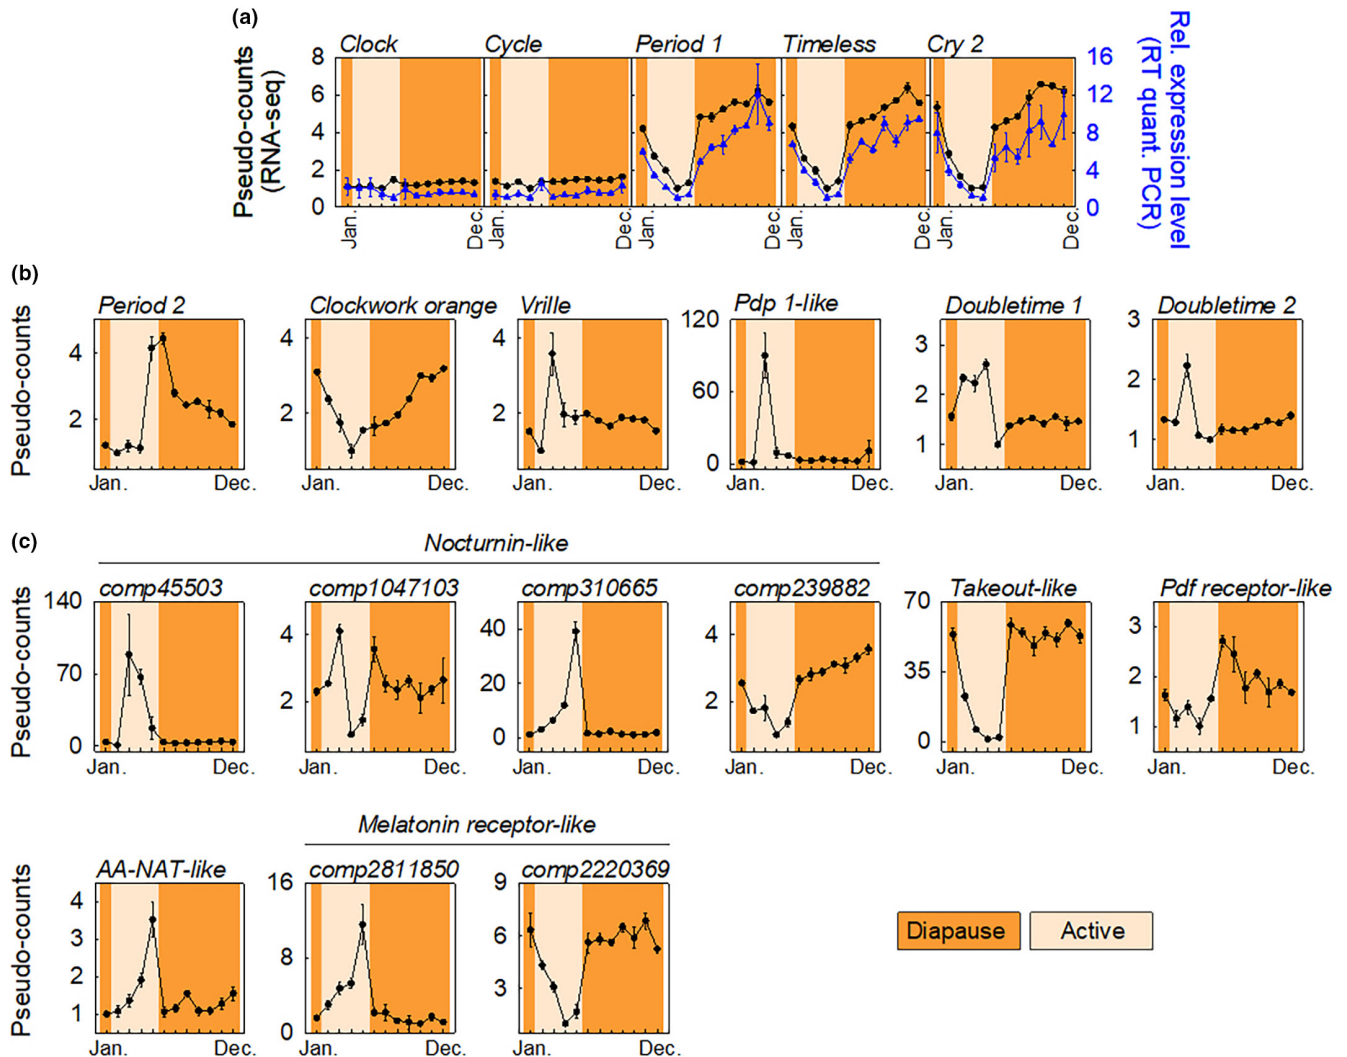 (a)
Clock Cycle Period 1 Timeless Cry 2
Pseudo-counts
(RNA-seq)
8
6
4
2
0
16
12
8
4
0
Rel. expression level
(RT quant. PCR)
Jan. Dec. Jan. Dec. Jan. Dec. Jan. Dec. Jan. Dec.
(b)
Period 2 Clockwork orange Vrille Pdp 1-like Doubletime 1 Doubletime 2
Pseudo-counts
4 2
4 2
4 2
120 60 0
3 2 1
3 2 1
Jan. Dec. Jan. Dec. Jan. Dec. Jan. Dec. Jan. Dec. Jan. Dec.
(c)
Nocturnin-like
comp45503 comp1047103 comp310665 comp239882 Takeout-like Pdf receptor-like
Pseudo-counts
140 70 0
4 2
40 20 0
4 2
70 35 0
3 2 1
Jan. Dec. Jan. Dec. Jan. Dec. Jan. Dec. Jan. Dec. Jan. Dec.
Melatonin receptor-like
AA-NAT-like comp2811850 comp2220369
Pseudo-counts
4 3 2 1
16 8 0
9 6 3
Jan. Dec. Jan. Dec. Jan. Dec.
Diapause Active